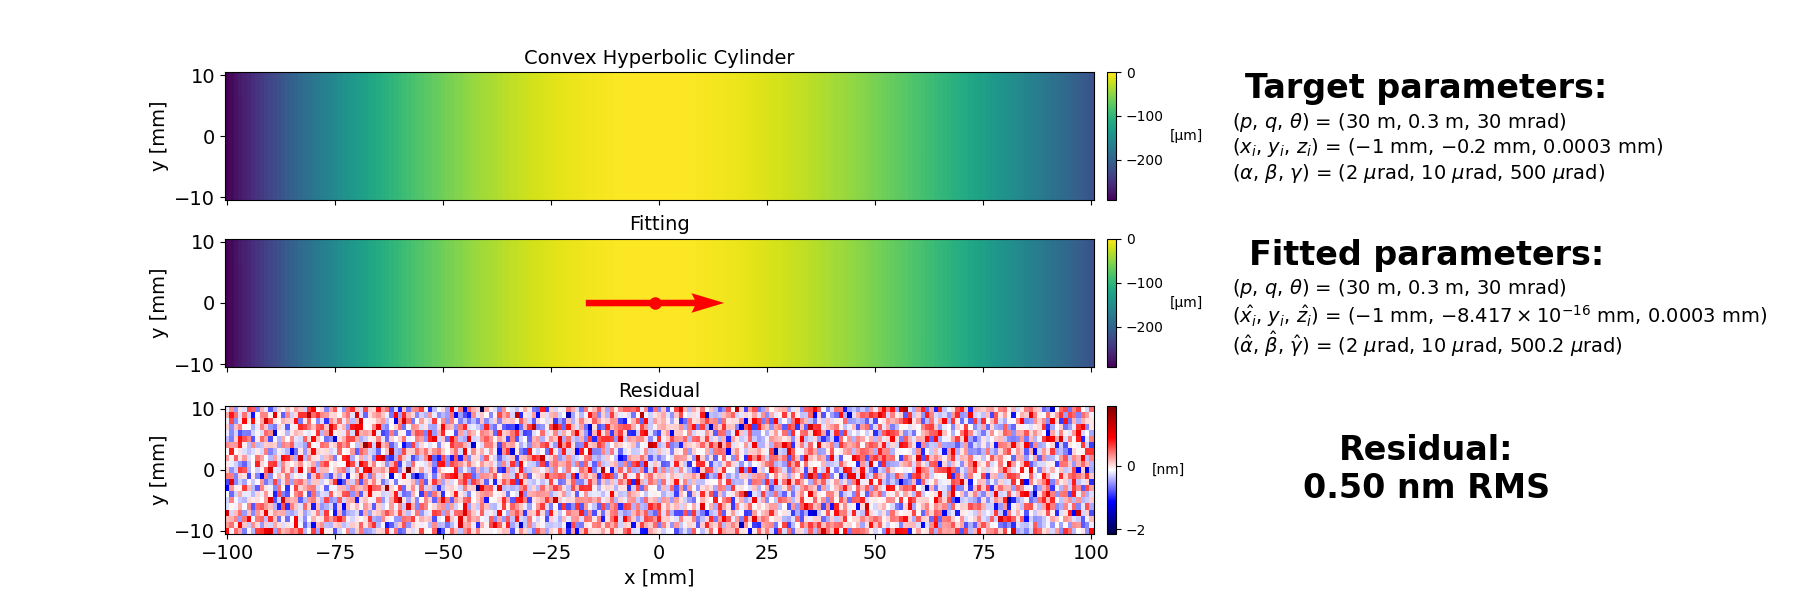 Convex Hyperbolic Cylinder
10
0
−10
y [mm]
0
−100
−200
[μm]
Target parameters:
(p, q, θ) = (30 m, 0.3 m, 30 mrad)
(xᵢ, yᵢ, zᵢ) = (−1 mm, −0.2 mm, 0.0003 mm)
(α, β, γ) = (2 μrad, 10 μrad, 500 μrad)
Fitting
10
0
−10
y [mm]
0
−100
−200
[μm]
Fitted parameters:
(p, q, θ) = (30 m, 0.3 m, 30 mrad)
(x̂ᵢ, yᵢ, ẑᵢ) = (−1 mm, −8.417 × 10⁻¹⁶ mm, 0.0003 mm)
(α̂, β̂, γ̂) = (2 μrad, 10 μrad, 500.2 μrad)
Residual
10
0
−10
y [mm]
−100 −75 −50 −25 0 25 50 75 100
x [mm]
0
−2
[nm]
Residual:
0.50 nm RMS